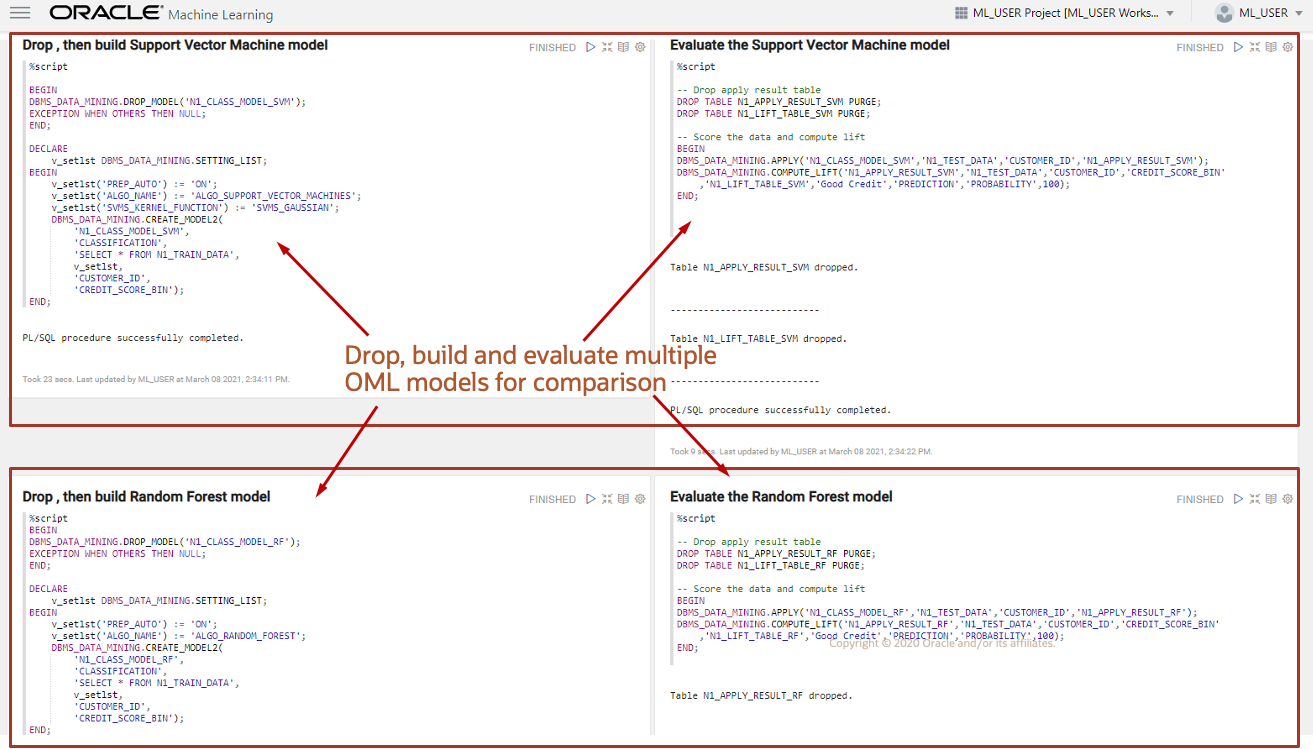 ORACLE Machine Learning
ML_USER Project [ML_USER Works...
ML_USER
Drop , then build Support Vector Machine model
FINISHED
%script
BEGIN
DBMS_DATA_MINING.DROP_MODEL('N1_CLASS_MODEL_SVM');
EXCEPTION WHEN OTHERS THEN NULL;
END;
DECLARE
v_setlst DBMS_DATA_MINING.SETTING_LIST;
BEGIN
v_setlst('PREP_AUTO') := 'ON';
v_setlst('ALGO_NAME') := 'ALGO_SUPPORT_VECTOR_MACHINES';
v_setlst('SVMS_KERNEL_FUNCTION') := 'SVMS_GAUSSIAN';
DBMS_DATA_MINING.CREATE_MODEL2(
'N1_CLASS_MODEL_SVM',
'CLASSIFICATION',
'SELECT * FROM N1_TRAIN_DATA',
v_setlst,
'CUSTOMER_ID',
'CREDIT_SCORE_BIN');
END;
PL/SQL procedure successfully completed.
Took 23 secs. Last updated by ML_USER at March 08 2021, 2:34:11 PM.
Evaluate the Support Vector Machine model
FINISHED
%script
-- Drop apply result table
DROP TABLE N1_APPLY_RESULT_SVM PURGE;
DROP TABLE N1_LIFT_TABLE_SVM PURGE;
-- Score the data and compute lift
BEGIN
DBMS_DATA_MINING.APPLY('N1_CLASS_MODEL_SVM','N1_TEST_DATA','CUSTOMER_ID','N1_APPLY_RESULT_SVM');
DBMS_DATA_MINING.COMPUTE_LIFT('N1_APPLY_RESULT_SVM','N1_TEST_DATA','CUSTOMER_ID','CREDIT_SCORE_BIN'
,'N1_LIFT_TABLE_SVM','Good Credit','PREDICTION','PROBABILITY',100);
END;
Table N1_APPLY_RESULT_SVM dropped.
---------------------------
Table N1_LIFT_TABLE_SVM dropped.
---------------------------
PL/SQL procedure successfully completed.
Took 9 secs. Last updated by ML_USER at March 08 2021, 2:34:22 PM.
Drop, build and evaluate multiple
OML models for comparison
Drop , then build Random Forest model
FINISHED
%script
BEGIN
DBMS_DATA_MINING.DROP_MODEL('N1_CLASS_MODEL_RF');
EXCEPTION WHEN OTHERS THEN NULL;
END;
DECLARE
v_setlst DBMS_DATA_MINING.SETTING_LIST;
BEGIN
v_setlst('PREP_AUTO') := 'ON';
v_setlst('ALGO_NAME') := 'ALGO_RANDOM_FOREST';
DBMS_DATA_MINING.CREATE_MODEL2(
'N1_CLASS_MODEL_RF',
'CLASSIFICATION',
'SELECT * FROM N1_TRAIN_DATA',
v_setlst,
'CUSTOMER_ID',
'CREDIT_SCORE_BIN');
END;
Evaluate the Random Forest model
FINISHED
%script
-- Drop apply result table
DROP TABLE N1_APPLY_RESULT_RF PURGE;
DROP TABLE N1_LIFT_TABLE_RF PURGE;
-- Score the data and compute lift
BEGIN
DBMS_DATA_MINING.APPLY('N1_CLASS_MODEL_RF','N1_TEST_DATA','CUSTOMER_ID','N1_APPLY_RESULT_RF');
DBMS_DATA_MINING.COMPUTE_LIFT('N1_APPLY_RESULT_RF','N1_TEST_DATA','CUSTOMER_ID','CREDIT_SCORE_BIN'
,'N1_LIFT_TABLE_RF','Good Credit','PREDICTION','PROBABILITY',100);
END;
Copyright © 2020 Oracle and/or its affiliates.
Table N1_APPLY_RESULT_RF dropped.